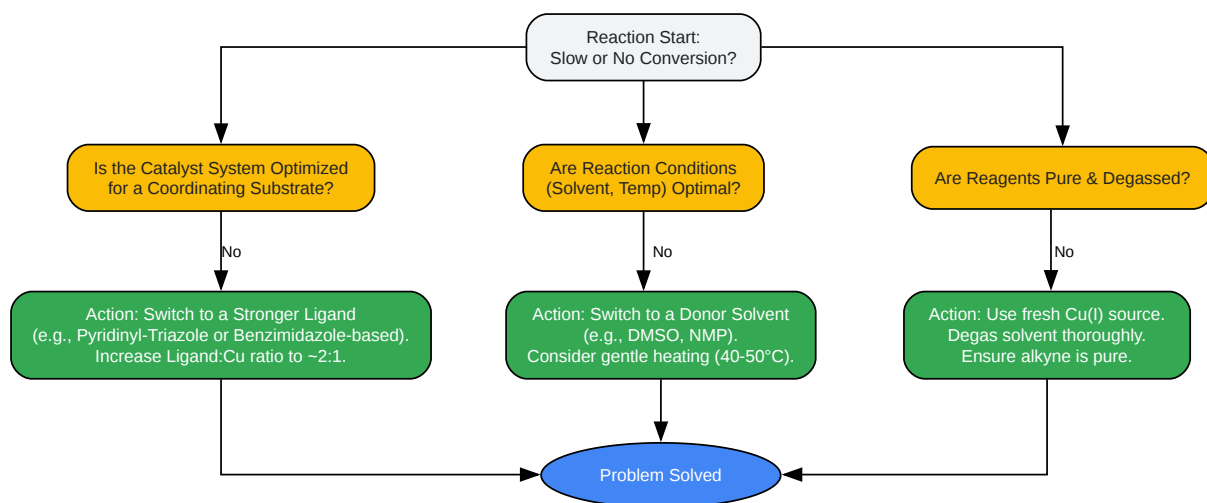 Reaction Start:
Slow or No Conversion?
Is the Catalyst System Optimized
for a Coordinating Substrate?
Are Reaction Conditions
(Solvent, Temp) Optimal?
Are Reagents Pure & Degassed?
No
No
No
Action: Switch to a Stronger Ligand
(e.g., Pyridinyl-Triazole or Benzimidazole-based).
Increase Ligand:Cu ratio to ~2:1.
Action: Switch to a Donor Solvent
(e.g., DMSO, NMP).
Consider gentle heating (40-50°C).
Action: Use fresh Cu(I) source.
Degas solvent thoroughly.
Ensure alkyne is pure.
Problem Solved